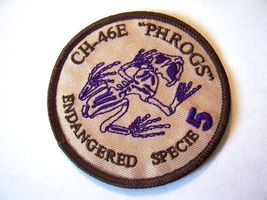 CH-46E "PHROGS"
ENDANGERED SPECIE 5